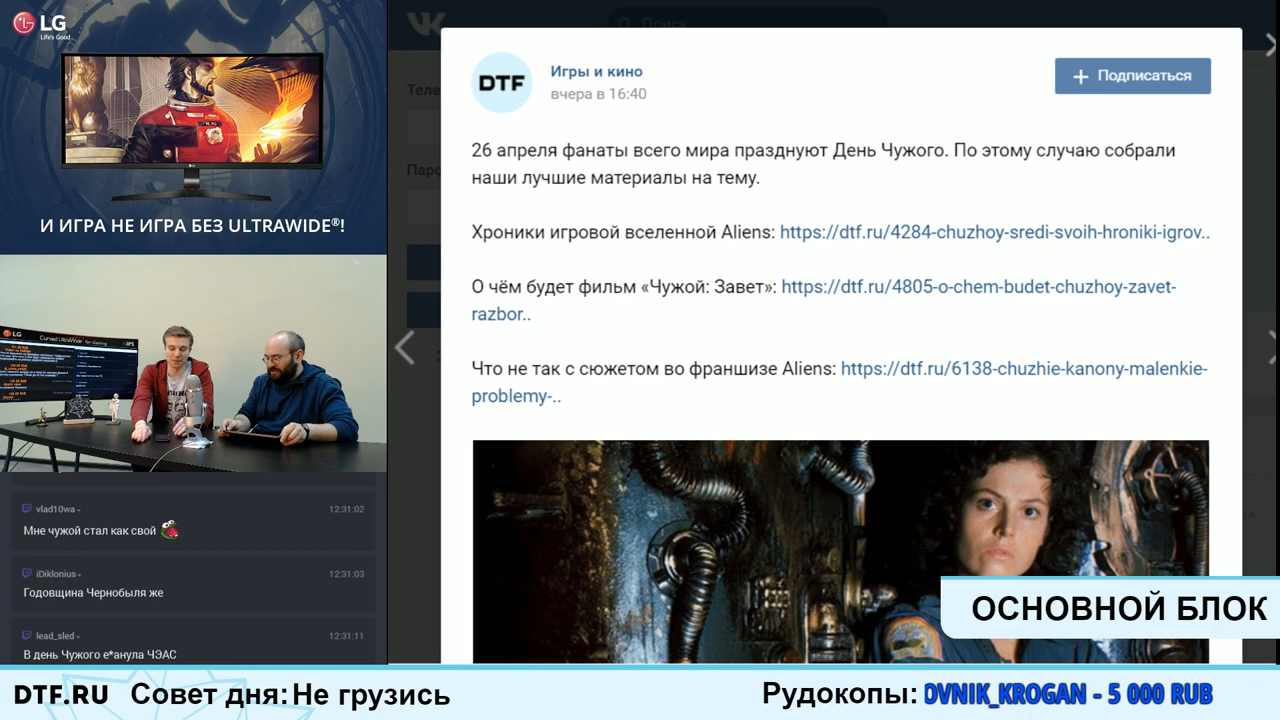 LG
Life's Good
И ИГРА НЕ ИГРА БЕЗ ULTRAWIDE®!
LG
Curved UltraWide for Gaming
IPS
vlad10wa
12:31:02
Мне чужой стал как свой
iDiklonius
12:31:03
Годовщина Чернобыля же
lead_sled
12:31:11
В день Чужого е*анула ЧЭАС
Поиск
DTF
Игры и кино
вчера в 16:40
+ Подписаться
26 апреля фанаты всего мира празднуют День Чужого. По этому случаю собрали
наши лучшие материалы на тему.
Хроники игровой вселенной Aliens: https://dtf.ru/4284-chuzhoy-sredi-svoih-hroniki-igrov..
О чём будет фильм «Чужой: Завет»: https://dtf.ru/4805-o-chem-budet-chuzhoy-zavet-
razbor..
Что не так с сюжетом во франшизе Aliens: https://dtf.ru/6138-chuzhie-kanony-malenkie-
problemy-..
ОСНОВНОЙ БЛОК
DTF.RU Совет дня: Не грузись
Рудокопы: OVNIK_KROGAN - 5 000 RUB